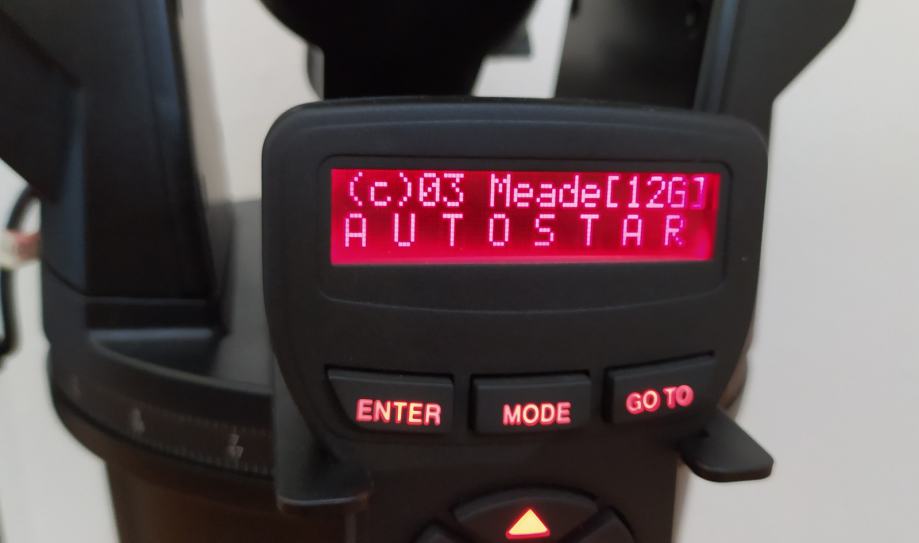 (c)03 Meade[12G]
A U T O S T A R
ENTER MODE GO TO